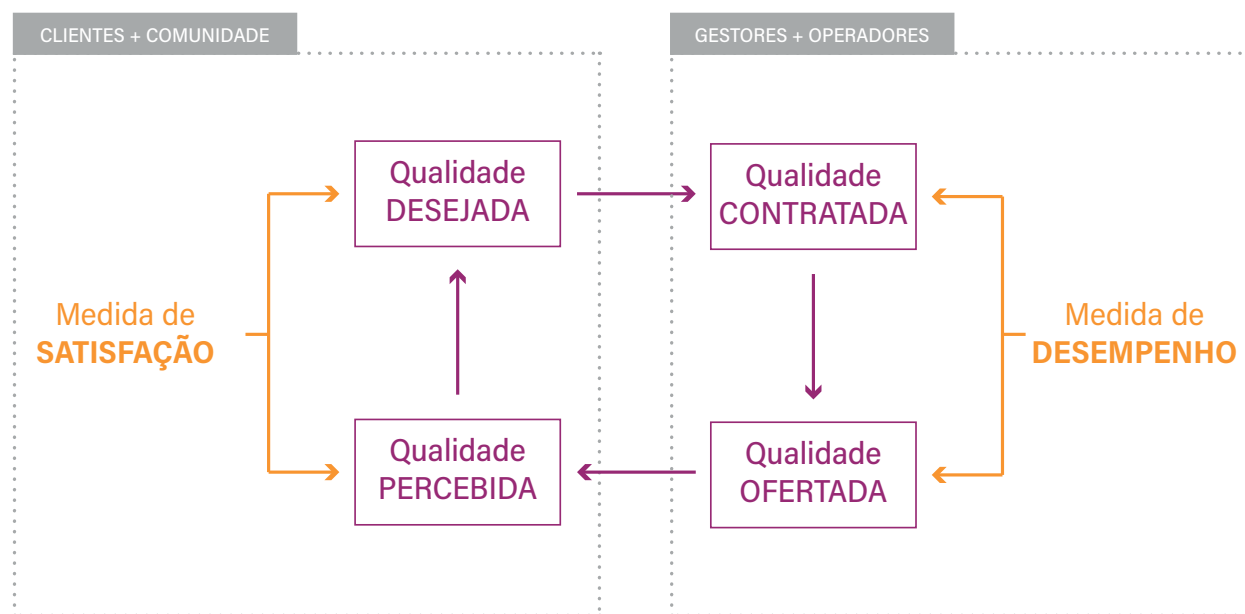 CLIENTES + COMUNIDADE
GESTORES + OPERADORES
Qualidade
DESEJADA
Qualidade
CONTRATADA
Medida de
SATISFAÇÃO
Medida de
DESEMPENHO
Qualidade
PERCEBIDA
Qualidade
OFERTADA